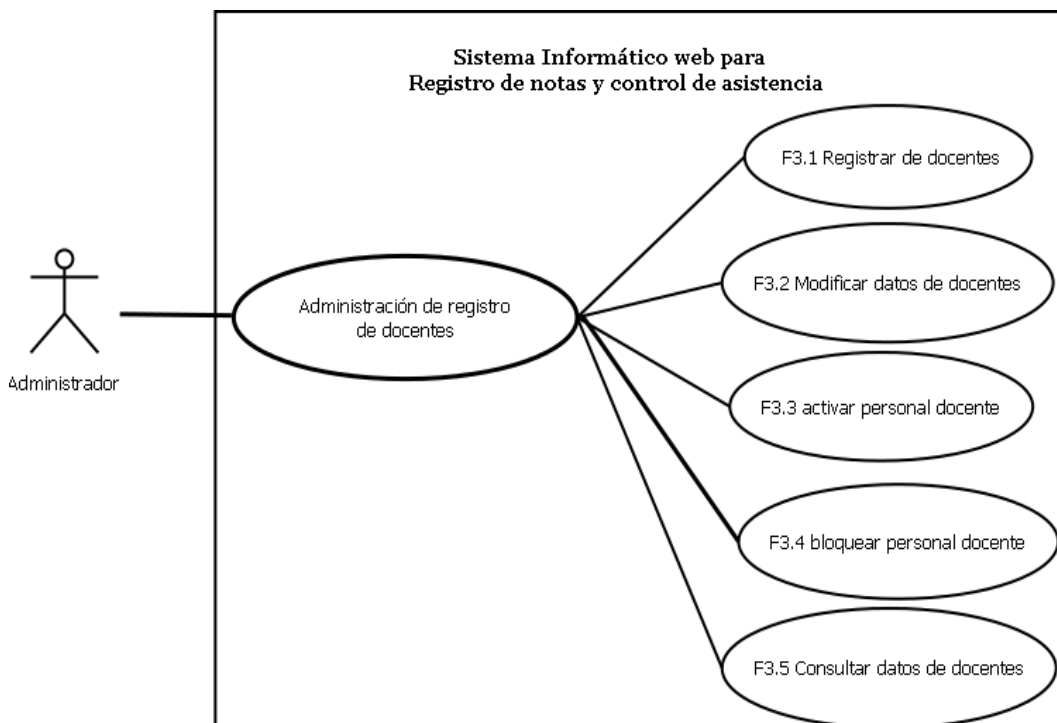 Sistema Informático web para
Registro de notas y control de asistencia
F3.1 Registrar de docentes
F3.2 Modificar datos de docentes
Administración de registro
de docentes
Administrador
F3.3 activar personal docente
F3.4 bloquear personal docente
F3.5 Consultar datos de docentes